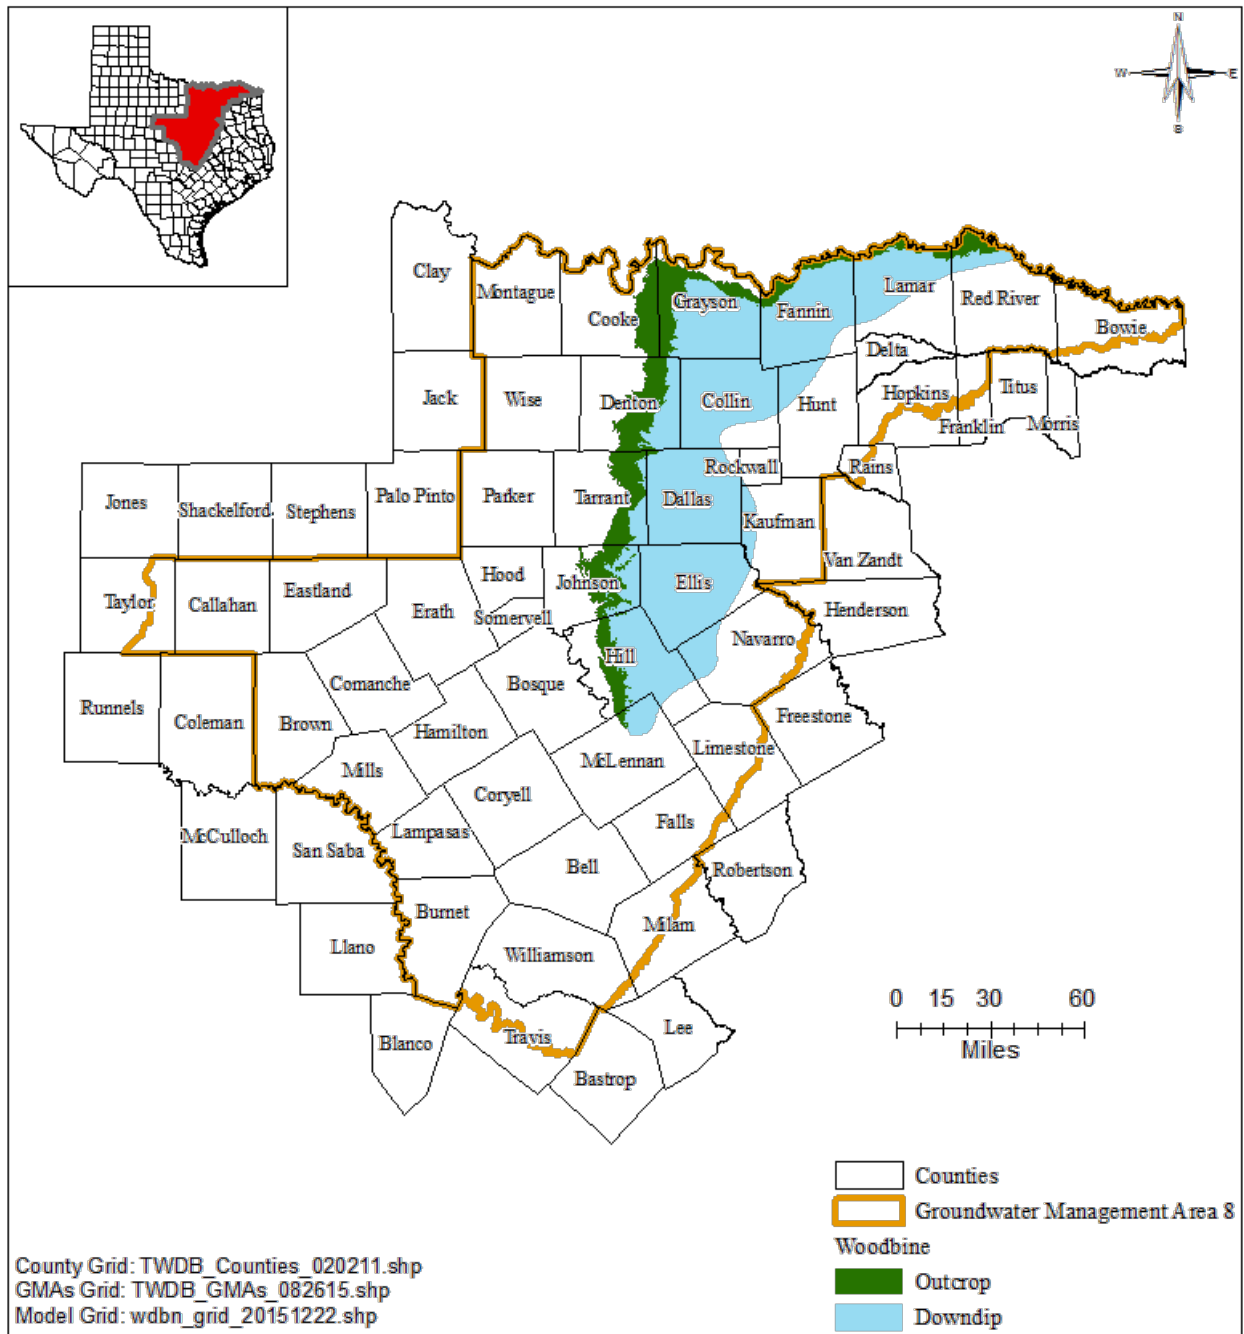 N
W E
S
Clay
Montague
Cooke
Grayson
Fannin
Lamar
Red River
Bowie
Delta
Jack
Wise
Denton
Collin
Hunt
Hopkins
Titus
Franklin
Morris
Rockwall
Rains
Jones
Shackelford
Stephens
Palo Pinto
Parker
Tarrant
Dallas
Kaufman
Van Zandt
Taylor
Callahan
Eastland
Erath
Hood
Somervell
Johnson
Ellis
Henderson
Navarro
Hill
Runnels
Coleman
Brown
Comanche
Bosque
Hamilton
Freestone
Limestone
McLennan
Mills
Coryell
Falls
McCulloch
San Saba
Lampasas
Bell
Robertson
Burnet
Milam
Llano
Williamson
Travis
Lee
Blanco
Bastrop
0 15 30 60
Miles
Counties
Groundwater Management Area 8
Woodbine
Outcrop
Downdip
County Grid: TWDB_Counties_020211.shp
GMAs Grid: TWDB_GMAs_082615.shp
Model Grid: wdbn_grid_20151222.shp